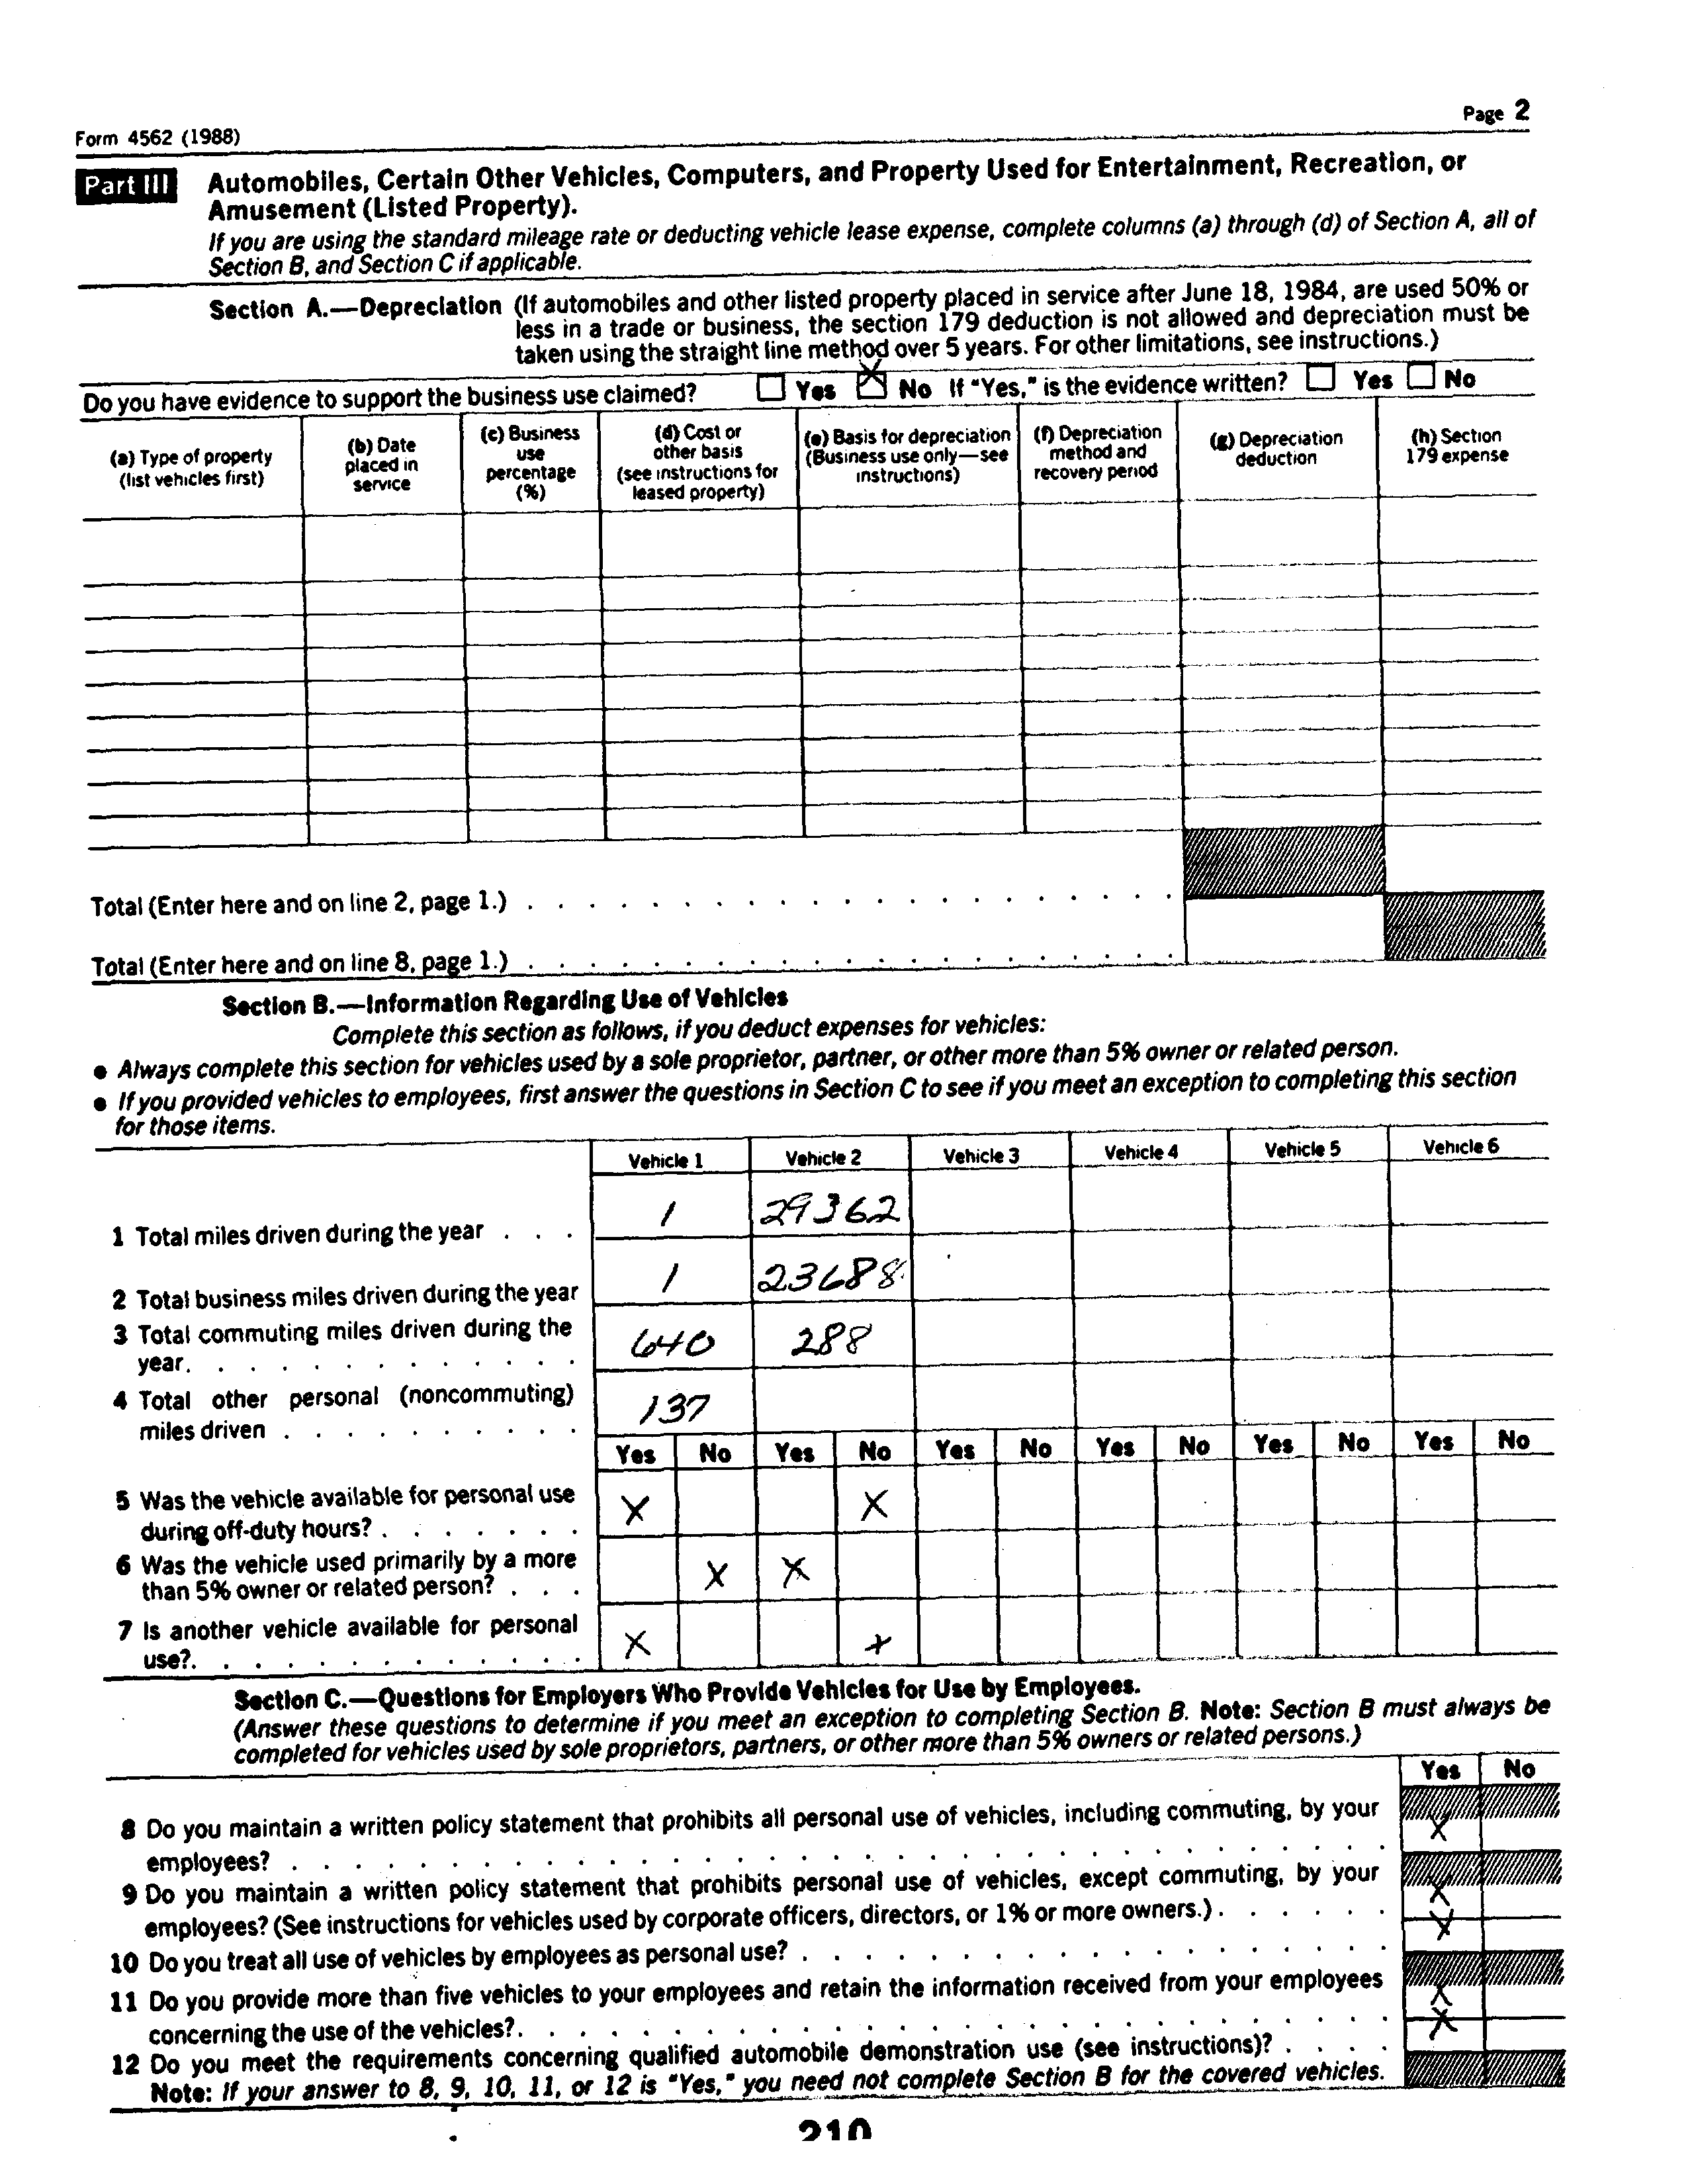 Form 4562 (1988)
Page 2
Part III Automobiles, Certain Other Vehicles, Computers, and Property Used for Entertainment, Recreation, or
Amusement (Listed Property).
If you are using the standard mileage rate or deducting vehicle lease expense, complete columns (a) through (d) of Section A, all of
Section B, and Section C if applicable.
Section A.—Depreciation (If automobiles and other listed property placed in service after June 18, 1984, are used 50% or
less in a trade or business, the section 179 deduction is not allowed and depreciation must be
taken using the straight line method over 5 years. For other limitations, see instructions.)
Do you have evidence to support the business use claimed? Yes X No If "Yes," is the evidence written? Yes No
(a) Type of property
(list vehicles first)
(b) Date
placed in
service
(c) Business
use
percentage
(%)
(d) Cost or
other basis
(see instructions for
leased property)
(e) Basis for depreciation
(Business use only—see
instructions)
(f) Depreciation
method and
recovery period
(g) Depreciation
deduction
(h) Section
179 expense
Total (Enter here and on line 2, page 1.) . . . . . . . . . . . . . . . . . . . . .
Total (Enter here and on line 8, page 1.) . . . . . . . . . . . . . . . . . . . . .
Section B.—Information Regarding Use of Vehicles
Complete this section as follows, if you deduct expenses for vehicles:
● Always complete this section for vehicles used by a sole proprietor, partner, or other more than 5% owner or related person.
● If you provided vehicles to employees, first answer the questions in Section C to see if you meet an exception to completing this section
for those items.
Vehicle 1 Vehicle 2 Vehicle 3 Vehicle 4 Vehicle 5 Vehicle 6
1 Total miles driven during the year . . . 1 29362
2 Total business miles driven during the year 1 23688
3 Total commuting miles driven during the
year. . . . . . . . . . . . . 640 288
4 Total other personal (noncommuting)
miles driven . . . . . . . . . . 137
Yes No Yes No Yes No Yes No Yes No Yes No
5 Was the vehicle available for personal use
during off-duty hours? . . . . . . . X X
6 Was the vehicle used primarily by a more
than 5% owner or related person? . . . X X
7 Is another vehicle available for personal
use?. . . . . . . . . . . . . X X
Section C.—Questions for Employers Who Provide Vehicles for Use by Employees.
(Answer these questions to determine if you meet an exception to completing Section B. Note: Section B must always be
completed for vehicles used by sole proprietors, partners, or other more than 5% owners or related persons.)
Yes No
8 Do you maintain a written policy statement that prohibits all personal use of vehicles, including commuting, by your
employees? . . . . . . . . . . . . . . . . . . . . . . . . . . . . . . . . . . . X
9 Do you maintain a written policy statement that prohibits personal use of vehicles, except commuting, by your
employees? (See instructions for vehicles used by corporate officers, directors, or 1% or more owners.) . . . . . . X
10 Do you treat all use of vehicles by employees as personal use? . . . . . . . . . . . . . . . . . . . X
11 Do you provide more than five vehicles to your employees and retain the information received from your employees
concerning the use of the vehicles?. . . . . . . . . . . . . . . . . . . . . . . . . . . . X
12 Do you meet the requirements concerning qualified automobile demonstration use (see instructions)? . . . . X
Note: If your answer to 8, 9, 10, 11, or 12 is "Yes," you need not complete Section B for the covered vehicles.
210